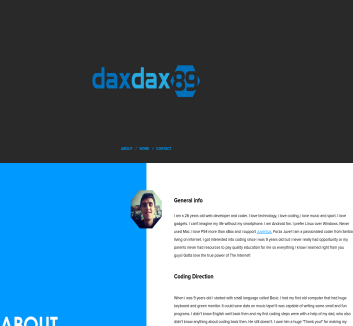 daxdax89
ABOUT / WORK / CONTACT
General info
I am a 26 years old web developer and coder. I love technology, I love coding, I love music and sport. I love
gadgets. I can't imagine my life without my smartphone. I am Android fan. I prefer Linux over Windows. Never
used Mac. I love PS4 more than xBox and I support Juventus. Forza Juve! I am a passionated coder from Serbia
living on internet. I got interested into coding since I was 9 years old but I never really had opportunity or my
parents never had resources to pay quality education for me so everything I know I learned right from you
guys! Gotta love the true power of The Internet!
Coding Direction
When I was 9 years old I started with small language called Basic. I had my first old computer that had huge
keyboard and green monitor. It could save data on music tape! It was capable of writing some small and fun
programs. I didn't know English well back then and my first coding steps were with a help of my dad, who also
didn't know anything about coding back then. He still doesn't. I owe him a huge "Thank you!" for making my
ABOUT